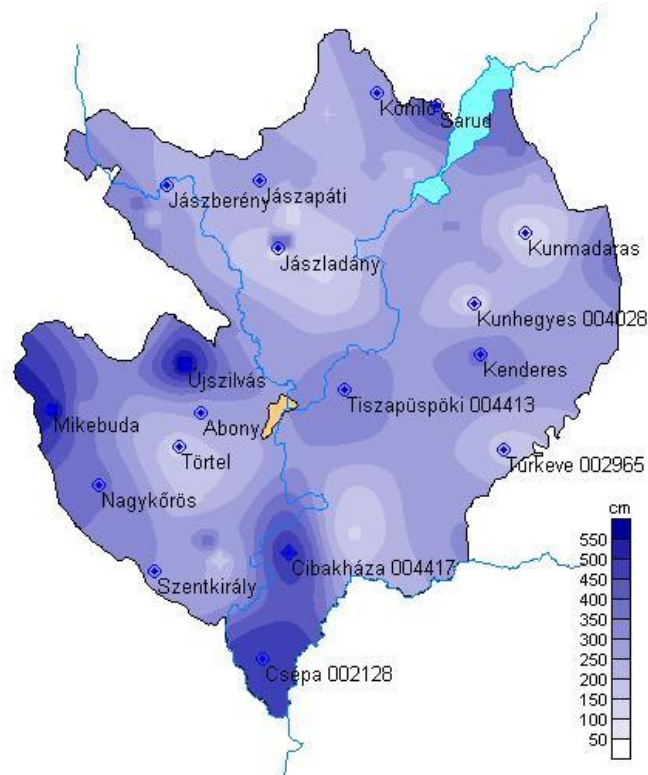 Kömlő
Sarud
Jászberény
Jászapáti
Kunmadaras
Jászladány
Kunhegyes 004028
Kenderes
Újszilvás
Tiszapüspöki 004413
Mikebuda
Abony
Törtel
Túrkeve 002965
Nagykőrös
cm
550
500
450
400
350
300
250
200
150
100
50
Cibakháza 004417
Szentkirály
Csépa 002128